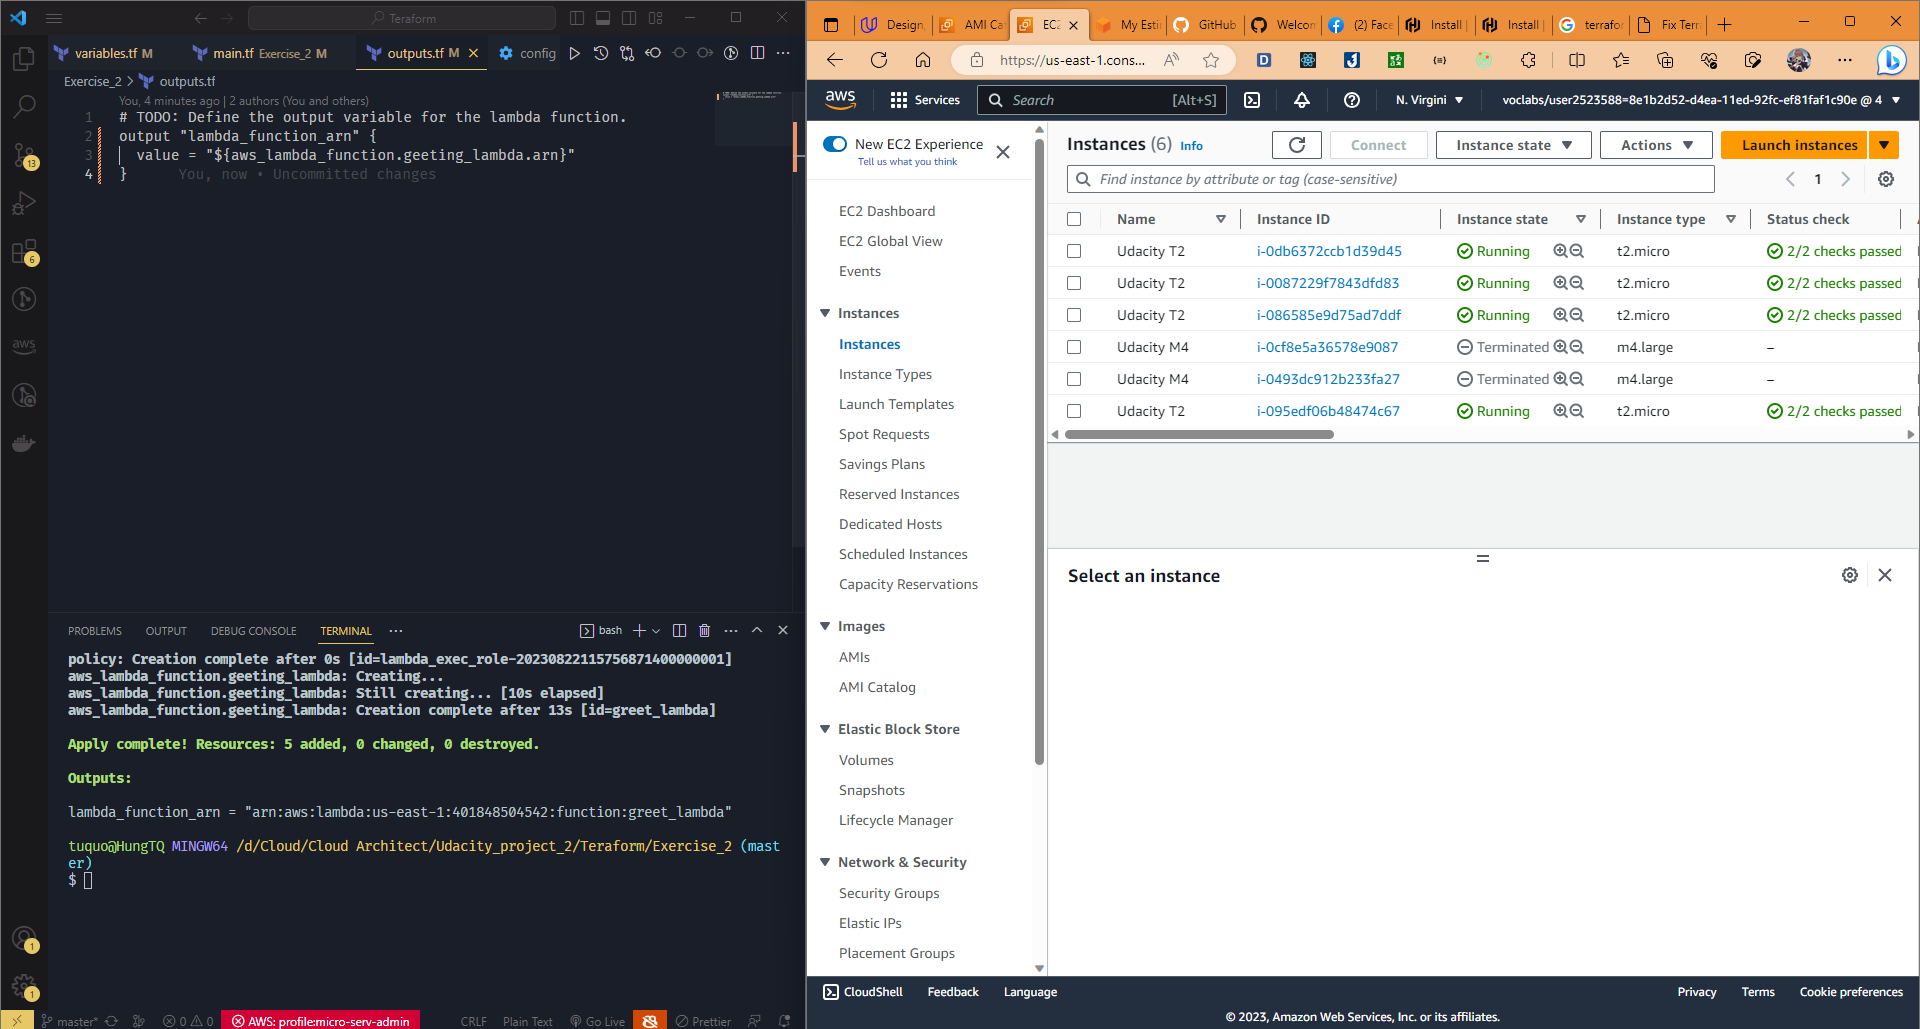 Terraform
variables.tf M
main.tf Exercise_2 M
outputs.tf M
config
Exercise_2 > outputs.tf
You, 4 minutes ago | 2 authors (You and others)
1 # TODO: Define the output variable for the lambda function.
2 output "lambda_function_arn" {
3 value = "${aws_lambda_function.geeting_lambda.arn}"
4 } You, now • Uncommitted changes
13
6
aws
1
1
PROBLEMS OUTPUT DEBUG CONSOLE TERMINAL
bash
policy: Creation complete after 0s [id=lambda_exec_role-20230822115756871400000001]
aws_lambda_function.geeting_lambda: Creating...
aws_lambda_function.geeting_lambda: Still creating... [10s elapsed]
aws_lambda_function.geeting_lambda: Creation complete after 13s [id=greet_lambda]
Apply complete! Resources: 5 added, 0 changed, 0 destroyed.
Outputs:
lambda_function_arn = "arn:aws:lambda:us-east-1:401848504542:function:greet_lambda"
tuquo@HungTQ MINGW64 /d/Cloud/Cloud Architect/Udacity_project_2/Teraform/Exercise_2 (mast
er)
$
master* 0 0 AWS: profile:micro-serv-admin CRLF Plain Text Go Live Prettier
Design,
AMI Ca
EC2
My Esti
GitHub
Welcon
(2) Face
Install |
Install |
terrafor
Fix Terr
https://us-east-1.cons...
aws Services Search [Alt+S] N. Virgini voclabs/user2523588=8e1b2d52-d4ea-11ed-92fc-ef81faf1c90e @ 4
New EC2 Experience
Tell us what you think
EC2 Dashboard
EC2 Global View
Events
Instances
Instances
Instance Types
Launch Templates
Spot Requests
Savings Plans
Reserved Instances
Dedicated Hosts
Scheduled Instances
Capacity Reservations
Images
AMIs
AMI Catalog
Elastic Block Store
Volumes
Snapshots
Lifecycle Manager
Network & Security
Security Groups
Elastic IPs
Placement Groups
Instances (6) Info
Connect
Instance state
Actions
Launch instances
Find instance by attribute or tag (case-sensitive)
1
Name Instance ID Instance state Instance type Status check
Udacity T2 i-0db6372ccb1d39d45 Running t2.micro 2/2 checks passed
Udacity T2 i-0087229f7843dfd83 Running t2.micro 2/2 checks passed
Udacity T2 i-086585e9d75ad7ddf Running t2.micro 2/2 checks passed
Udacity M4 i-0cf8e5a36578e9087 Terminated m4.large –
Udacity M4 i-0493dc912b233fa27 Terminated m4.large –
Udacity T2 i-095edf06b48474c67 Running t2.micro 2/2 checks passed
Select an instance
CloudShell Feedback Language Privacy Terms Cookie preferences
© 2023, Amazon Web Services, Inc. or its affiliates.